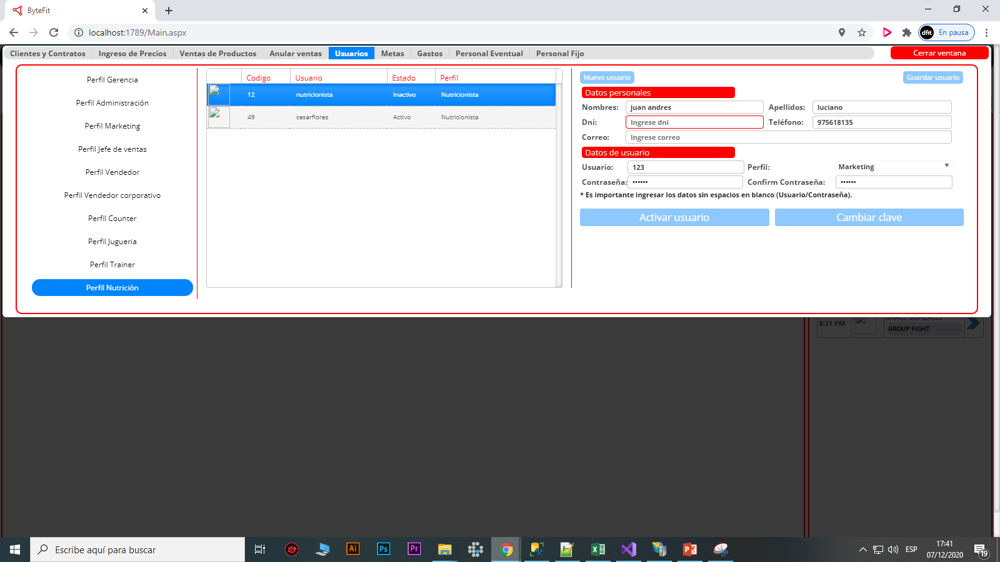 ByteFit
localhost:1789/Main.aspx
dfit
En pausa
Clientes y Contratos
Ingreso de Precios
Ventas de Productos
Anular ventas
Usuarios
Metas
Gastos
Personal Eventual
Personal Fijo
Cerrar ventana
Perfil Gerencia
Perfil Administración
Perfil Marketing
Perfil Jefe de ventas
Perfil Vendedor
Perfil Vendedor corporativo
Perfil Counter
Perfil Jugueria
Perfil Trainer
Perfil Nutrición
Codigo Usuario Estado Perfil
12 nutricionista Inactivo Nutricionista
49 cesarflores Activo Nutricionista
Nuevo usuario
Guardar usuario
Datos personales
Nombres: juan andres Apellidos: luciano
Dni: Ingrese dni Teléfono: 975618135
Correo: Ingrese correo
Datos de usuario
Usuario: 123 Perfil: Marketing
Contraseña: •••••• Confirm Contraseña: ••••••
* Es importante ingresar los datos sin espacios en blanco (Usuario/Contraseña).
Activar usuario
Cambiar clave
8:31 PM
GRACE GONZALES
GROUP FIGHT
Escribe aquí para buscar
Ai
Ps
Pr
ESP
17:41
07/12/2020
19